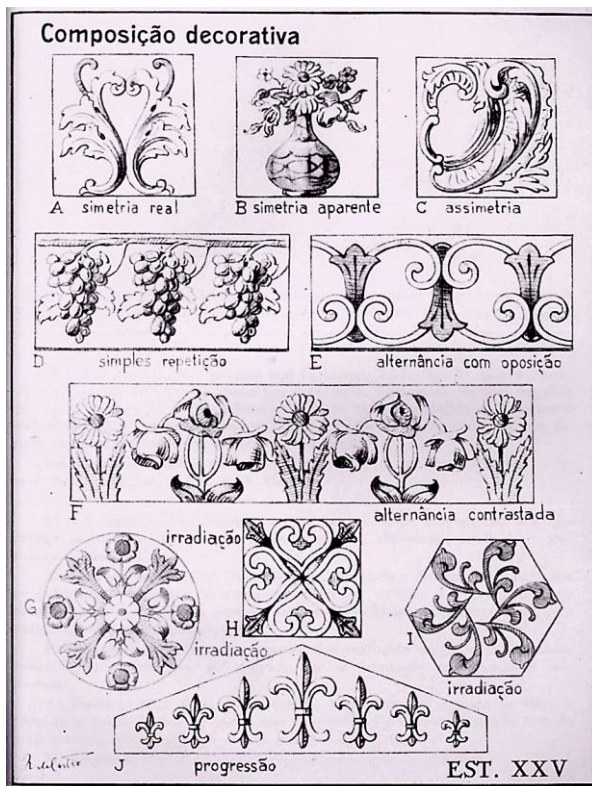 Composição decorativa
A simetria real
B simetria aparente
C assimetria
D simples repetição
E alternância com oposição
F alternância contrastada
irradiação
G
H
irradiação
I
irradiação
J progressão
EST. XXV